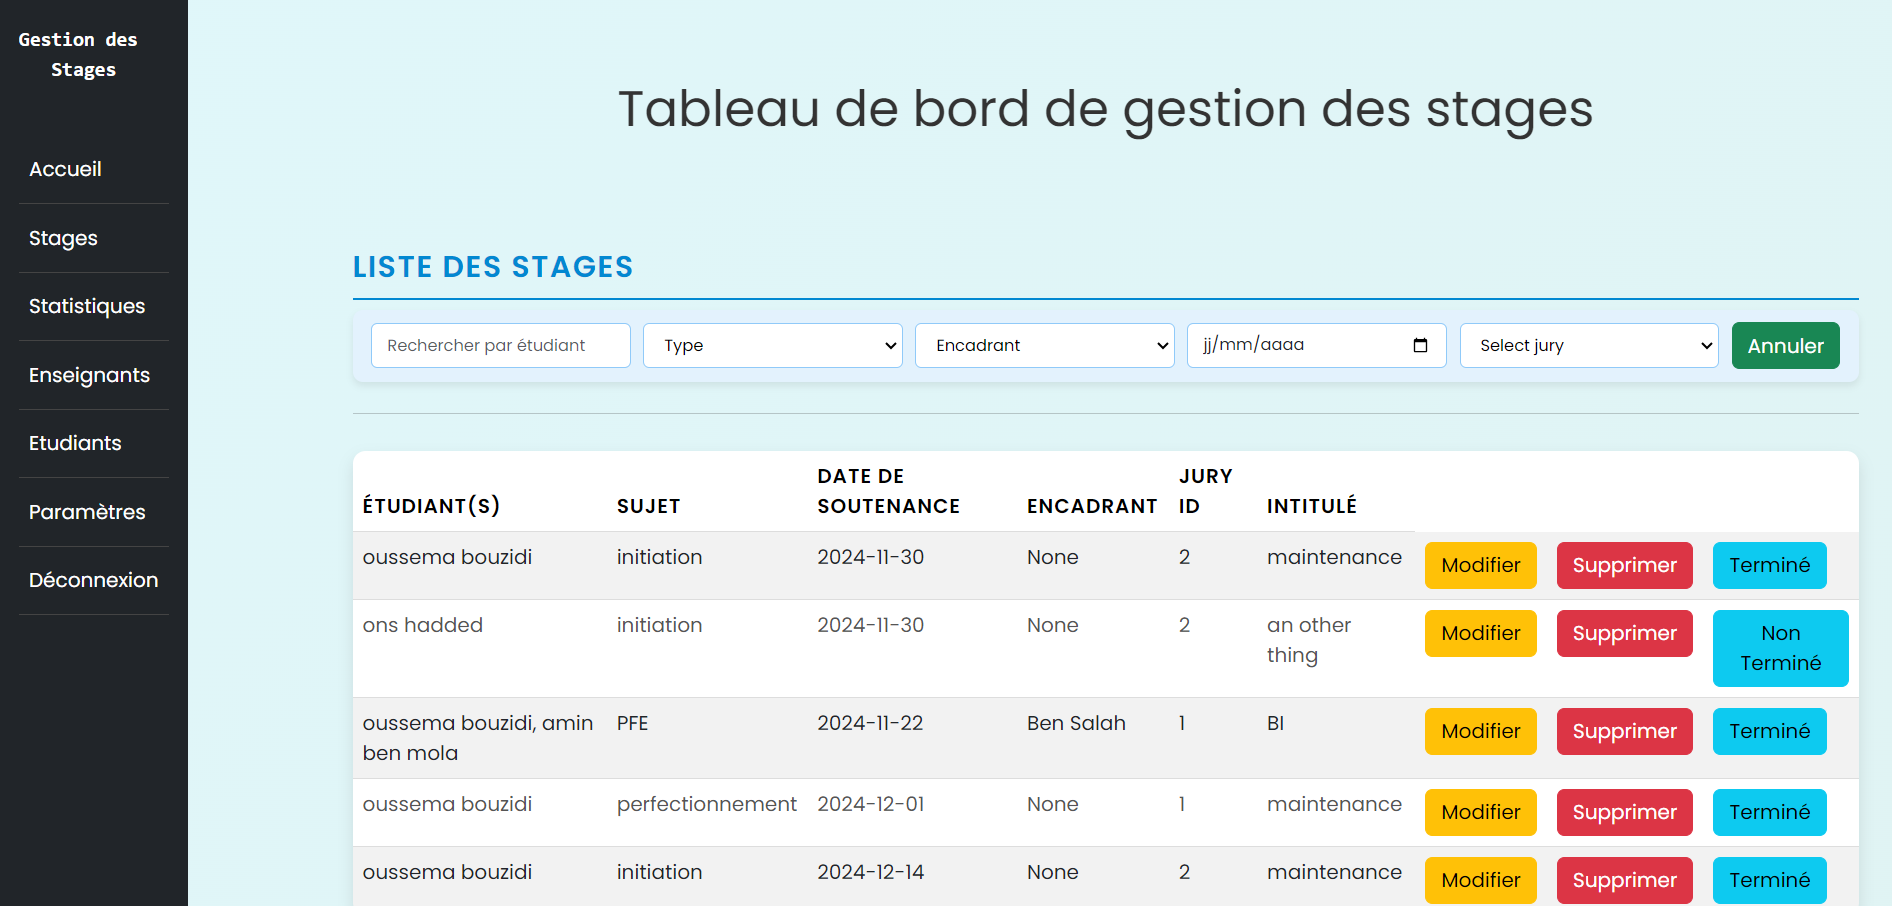 Gestion des
Stages
Accueil
Stages
Statistiques
Enseignants
Etudiants
Paramètres
Déconnexion
Tableau de bord de gestion des stages
LISTE DES STAGES
Rechercher par étudiant Type Encadrant jj/mm/aaaa Select jury Annuler
ÉTUDIANT(S) SUJET DATE DE SOUTENANCE ENCADRANT JURY ID INTITULÉ
oussema bouzidi initiation 2024-11-30 None 2 maintenance Modifier Supprimer Terminé
ons hadded initiation 2024-11-30 None 2 an other thing Modifier Supprimer Non Terminé
oussema bouzidi, amin ben mola PFE 2024-11-22 Ben Salah 1 BI Modifier Supprimer Terminé
oussema bouzidi perfectionnement 2024-12-01 None 1 maintenance Modifier Supprimer Terminé
oussema bouzidi initiation 2024-12-14 None 2 maintenance Modifier Supprimer Terminé